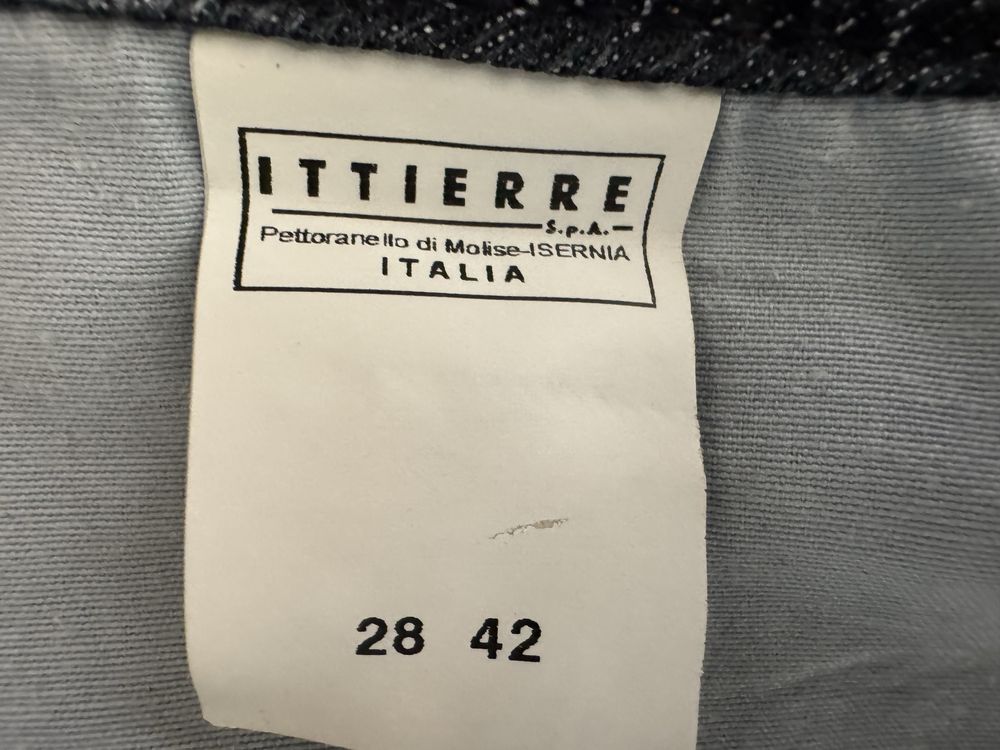 ITTIERRE
S.p.A.
Pettoranello di Molise-ISERNIA
ITALIA
28 42